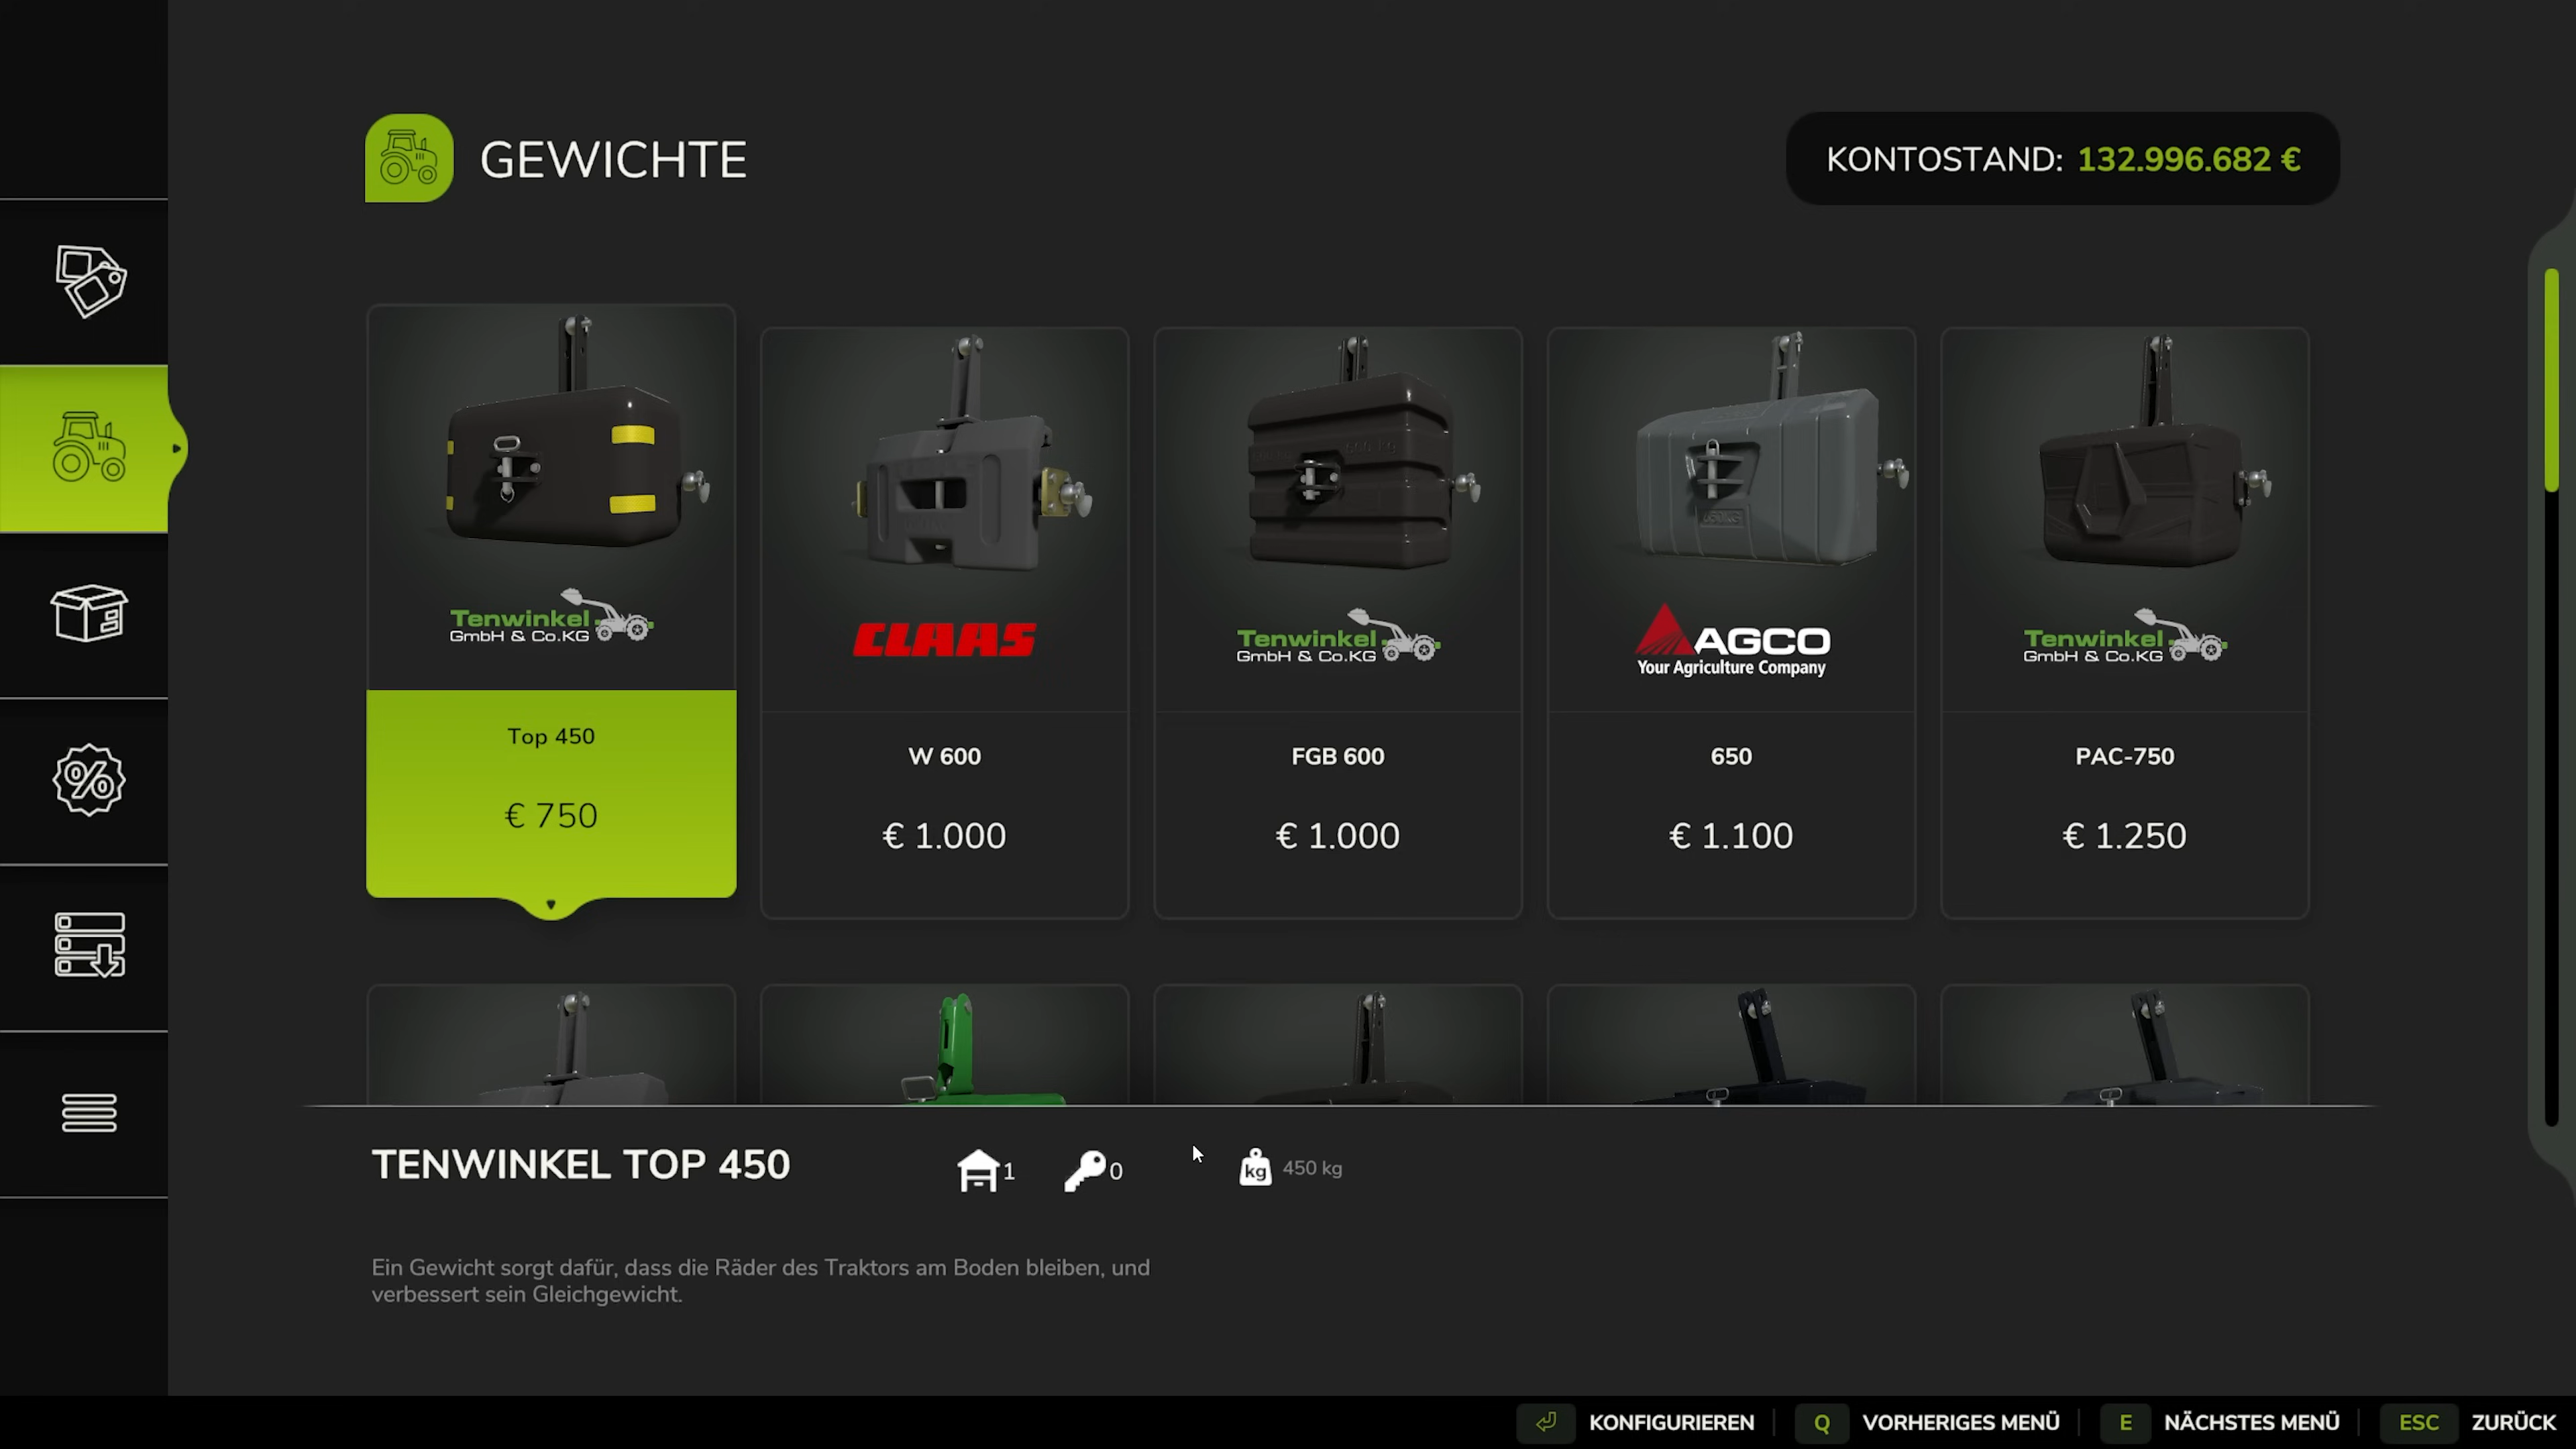 GEWICHTE
KONTOSTAND: 132.996.682 €
Tenwinkel
GmbH & Co.KG
Top 450
€ 750
CLAAS
W 600
€ 1.000
Tenwinkel
GmbH & Co.KG
FGB 600
€ 1.000
AGCO
Your Agriculture Company
650
€ 1.100
Tenwinkel
GmbH & Co.KG
PAC-750
€ 1.250
TENWINKEL TOP 450
1
0
kg
450 kg
Ein Gewicht sorgt dafür, dass die Räder des Traktors am Boden bleiben, und
verbessert sein Gleichgewicht.
KONFIGURIEREN
Q VORHERIGES MENÜ
E NÄCHSTES MENÜ
ESC ZURÜCK